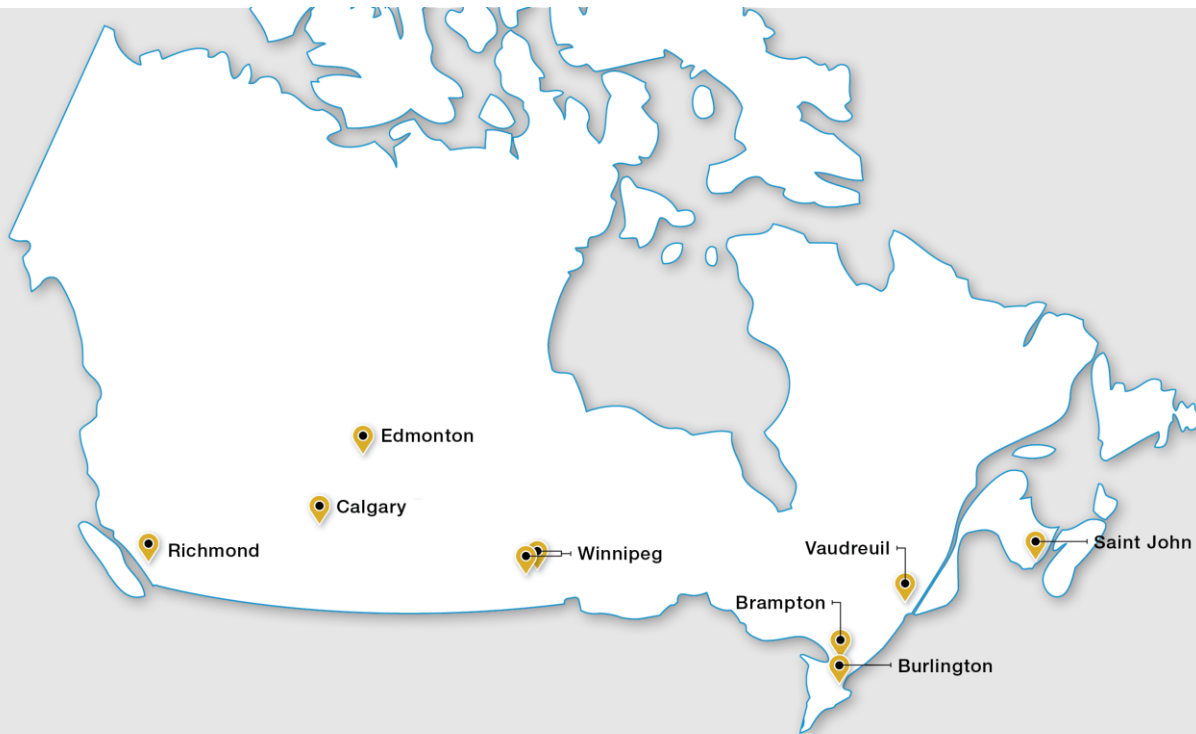 Edmonton
Calgary
Richmond
Winnipeg
Vaudreuil
Saint John
Brampton
Burlington